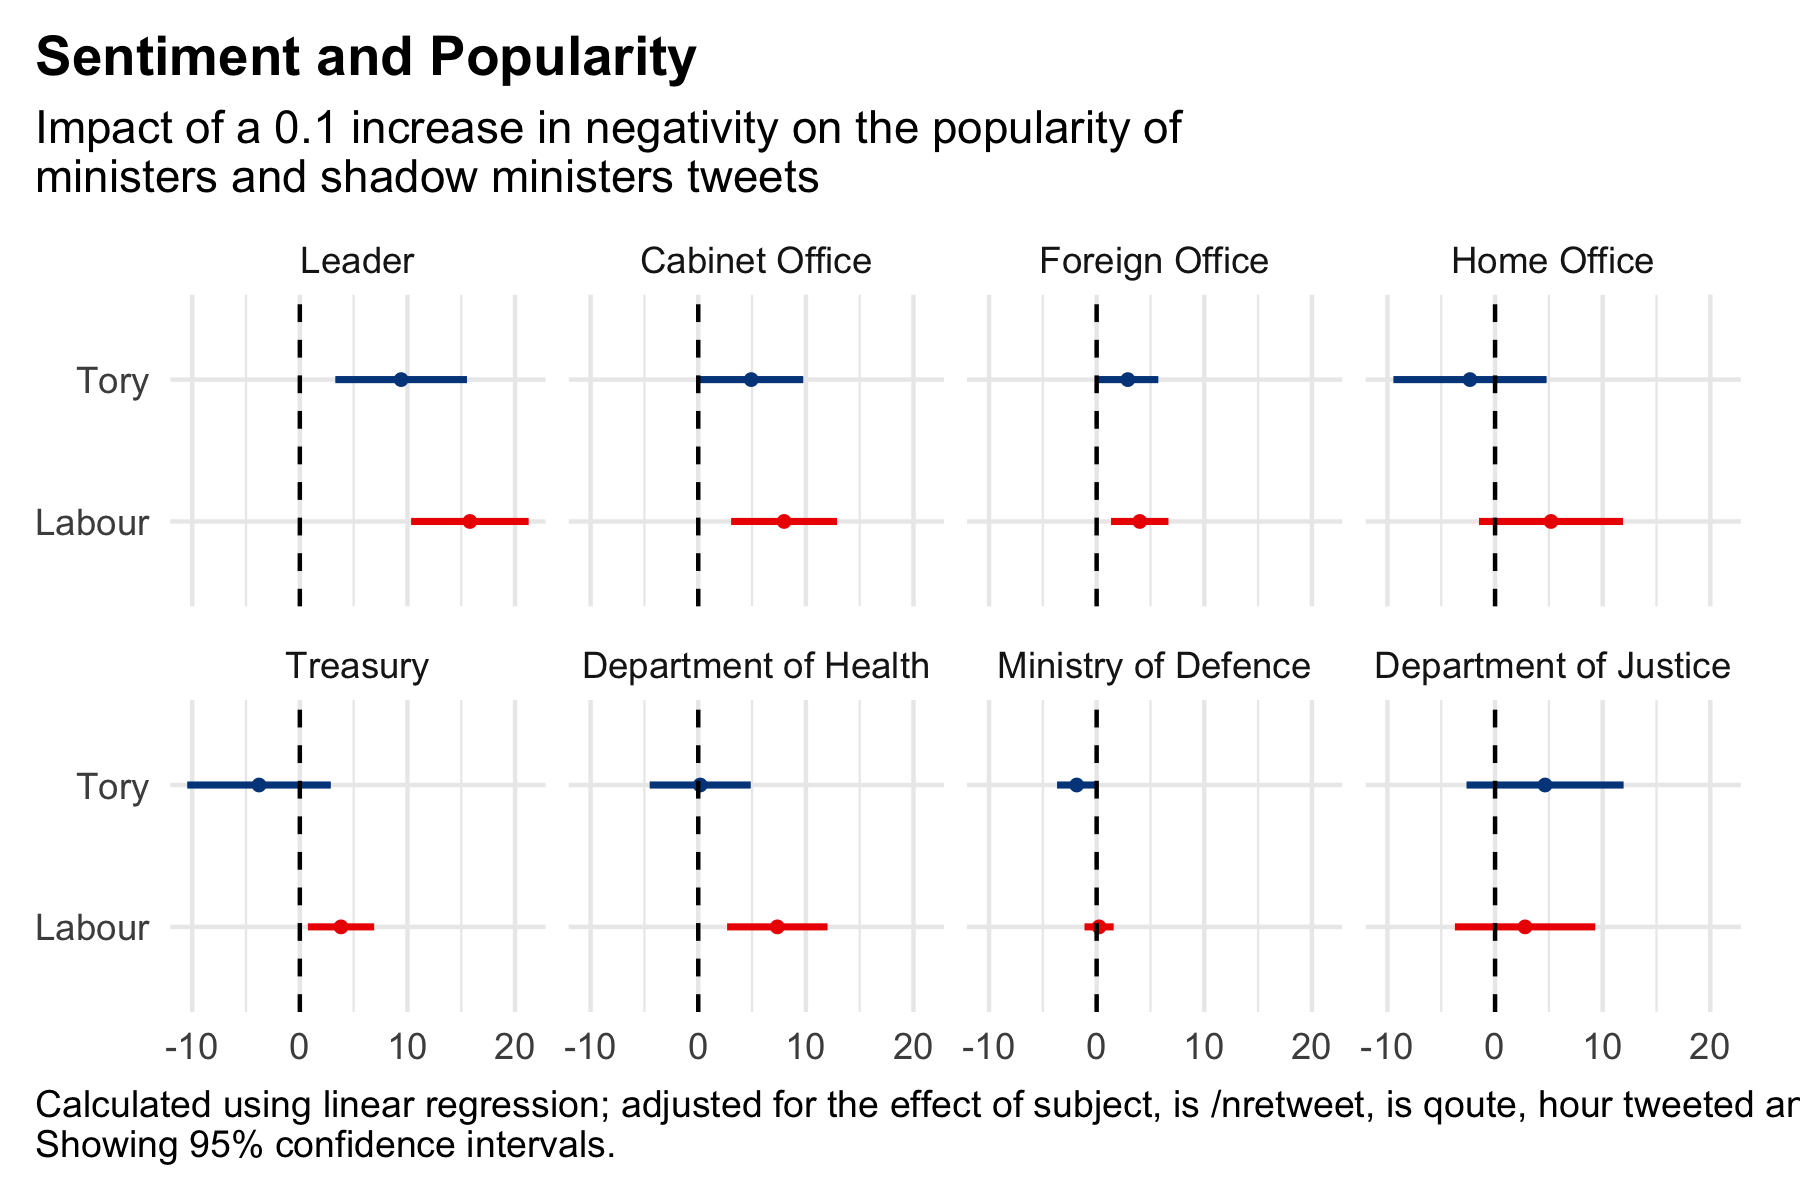 Sentiment and Popularity
Impact of a 0.1 increase in negativity on the popularity of
ministers and shadow ministers tweets
Leader Cabinet Office Foreign Office Home Office
Tory
Labour
Treasury Department of Health Ministry of Defence Department of Justice
Tory
Labour
-10 0 10 20 -10 0 10 20 -10 0 10 20 -10 0 10 20
Calculated using linear regression; adjusted for the effect of subject, is /nretweet, is qoute, hour tweeted
Showing 95% confidence intervals.